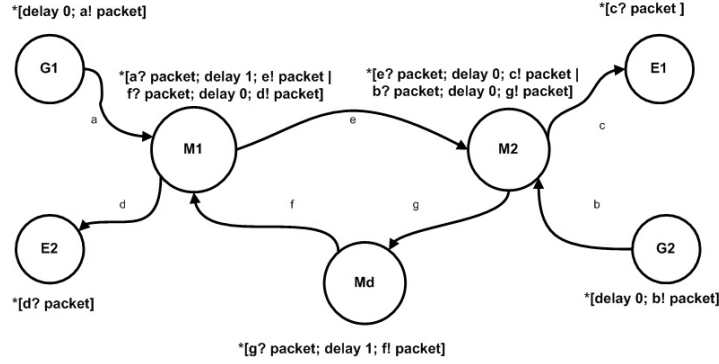 *[delay 0; a! packet]
*[c? packet ]
G1
E1
*[a? packet; delay 1; e! packet |
f? packet; delay 0; d! packet]
*[e? packet; delay 0; c! packet |
b? packet; delay 0; g! packet]
a
e
c
M1
M2
d
f
g
b
E2
Md
G2
*[d? packet]
*[delay 0; b! packet]
*[g? packet; delay 1; f! packet]